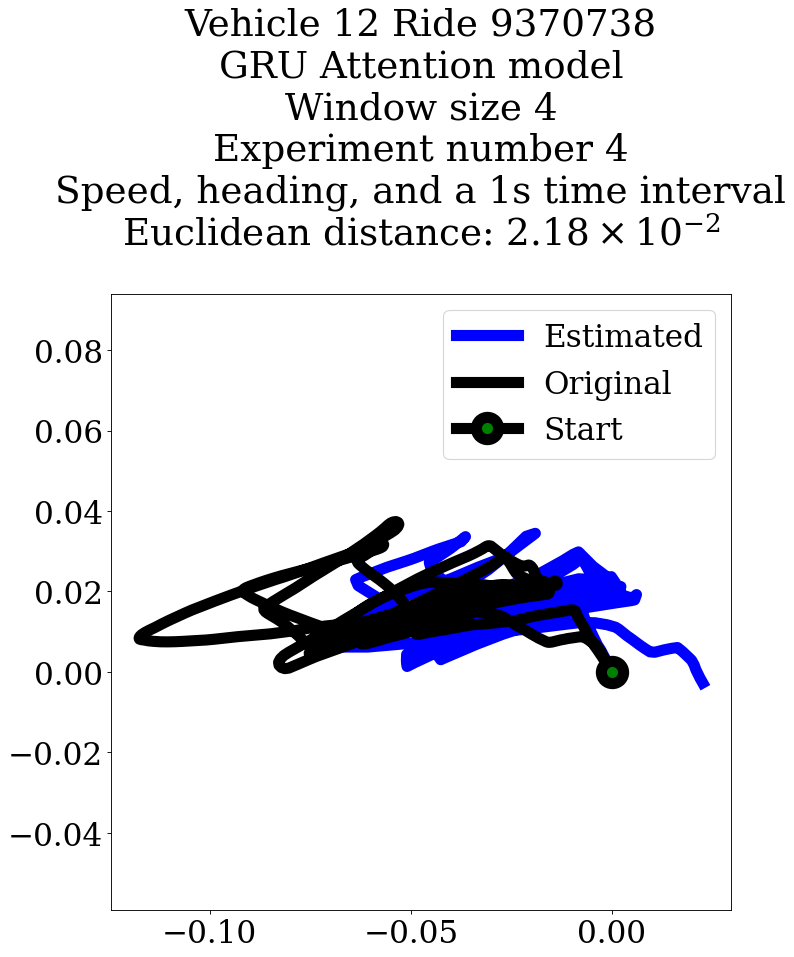 Vehicle 12 Ride 9370738
GRU Attention model
Window size 4
Experiment number 4
Speed, heading, and a 1s time interval
Euclidean distance: 2.18 × 10⁻²
Estimated
Original
Start
0.08
0.06
0.04
0.02
0.00
−0.02
−0.04
−0.10 −0.05 0.00